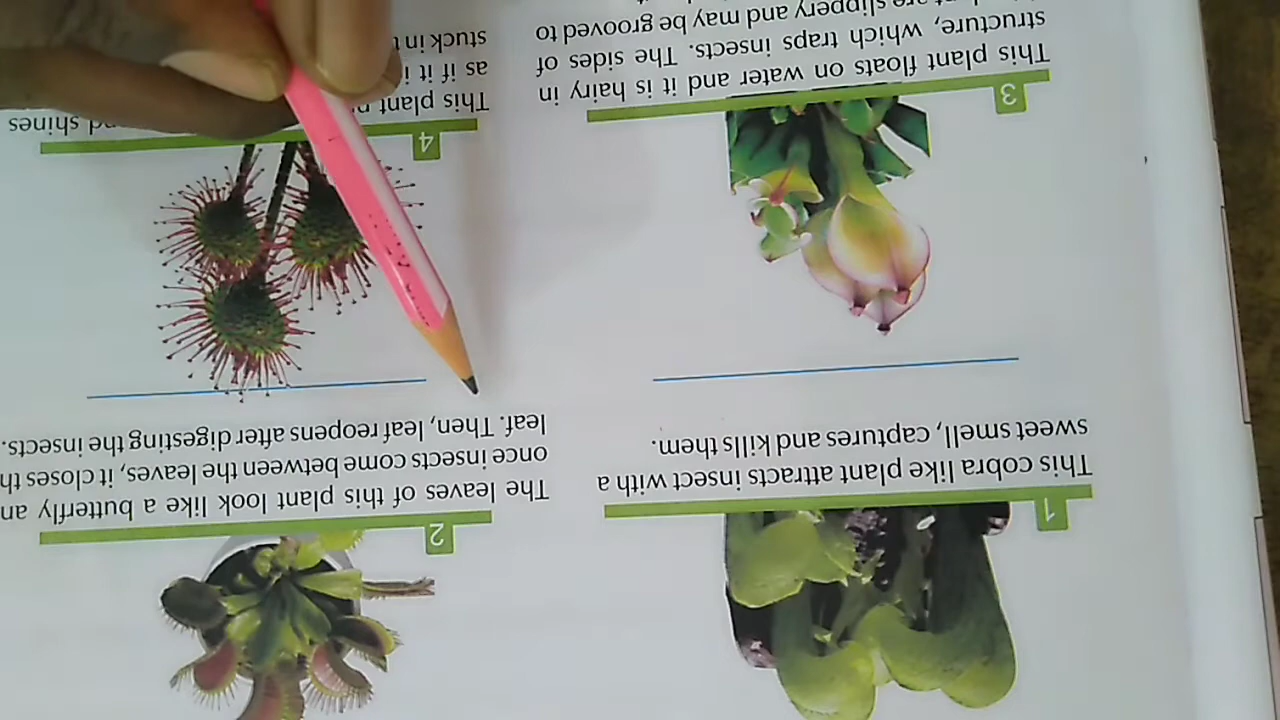 1
This cobra like plant attracts insect with a
sweet smell, captures and kills them.
2
The leaves of this plant look like a butterfly an
once insects come between the leaves, it closes th
leaf. Then, leaf reopens after digesting the insects.
3
This plant floats on water and it is hairy in
structure, which traps insects. The sides of
are slippery and may be grooved to
4
This plant
shines
as if it i
stuck in